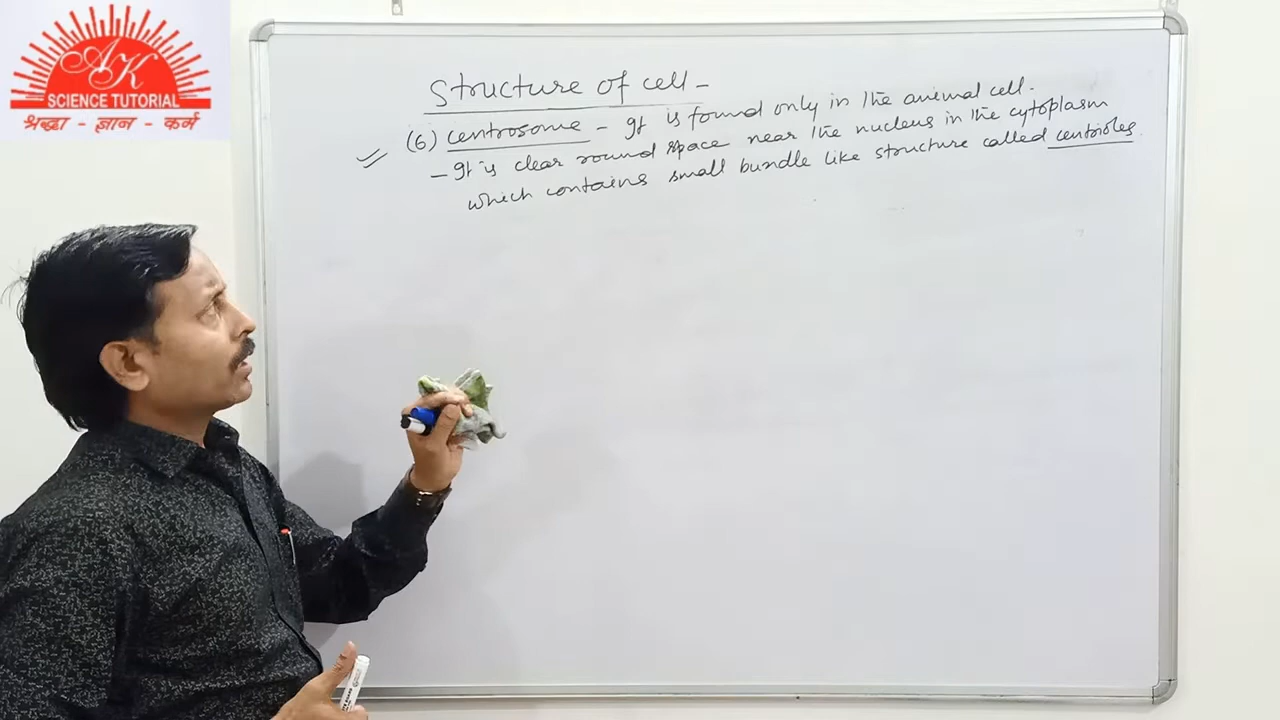 AK
SCIENCE TUTORIAL
श्रद्धा - ज्ञान - कर्म
Structure of cell -
(6) centrosome - It is found only in the animal cell.
- It is clear round space near the nucleus in the cytoplasm
which contains small bundle like structure called centrioles.